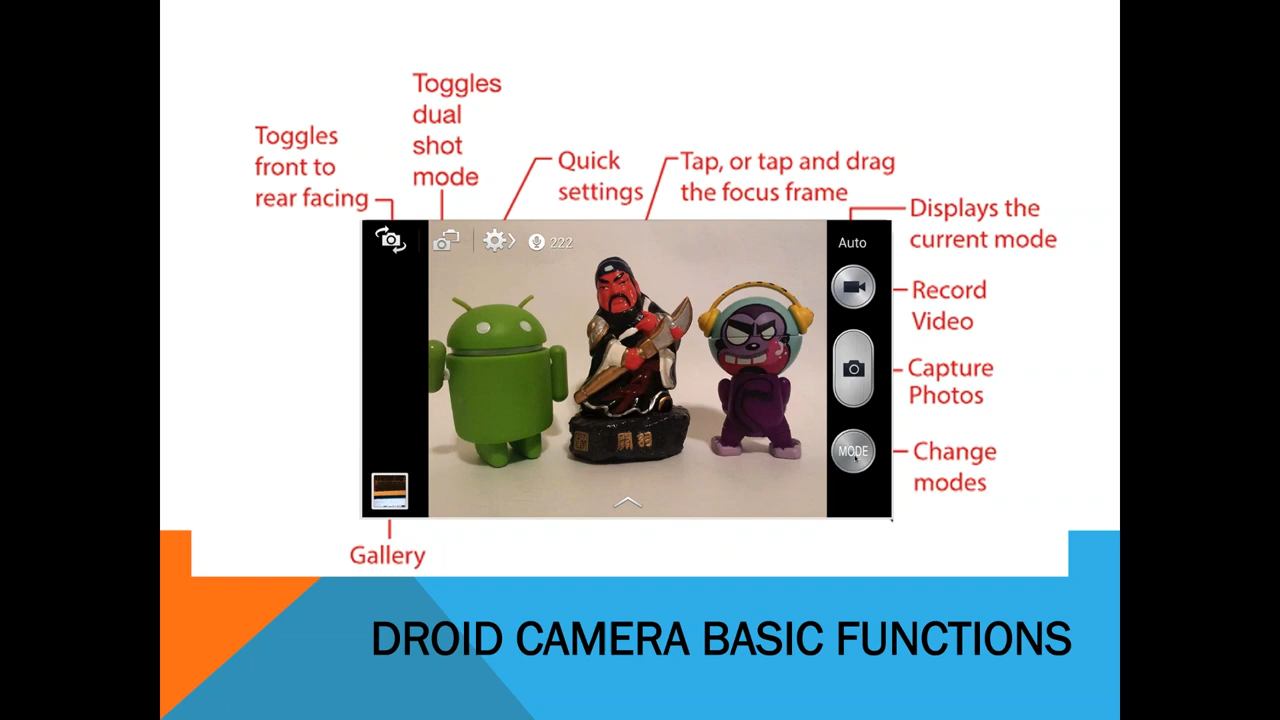 Toggles
dual
shot
mode
Toggles
front to
rear facing
Quick
settings
Tap, or tap and drag
the focus frame
Displays the
current mode
222
Auto
Record
Video
Capture
Photos
MODE
Change
modes
Gallery
DROID CAMERA BASIC FUNCTIONS